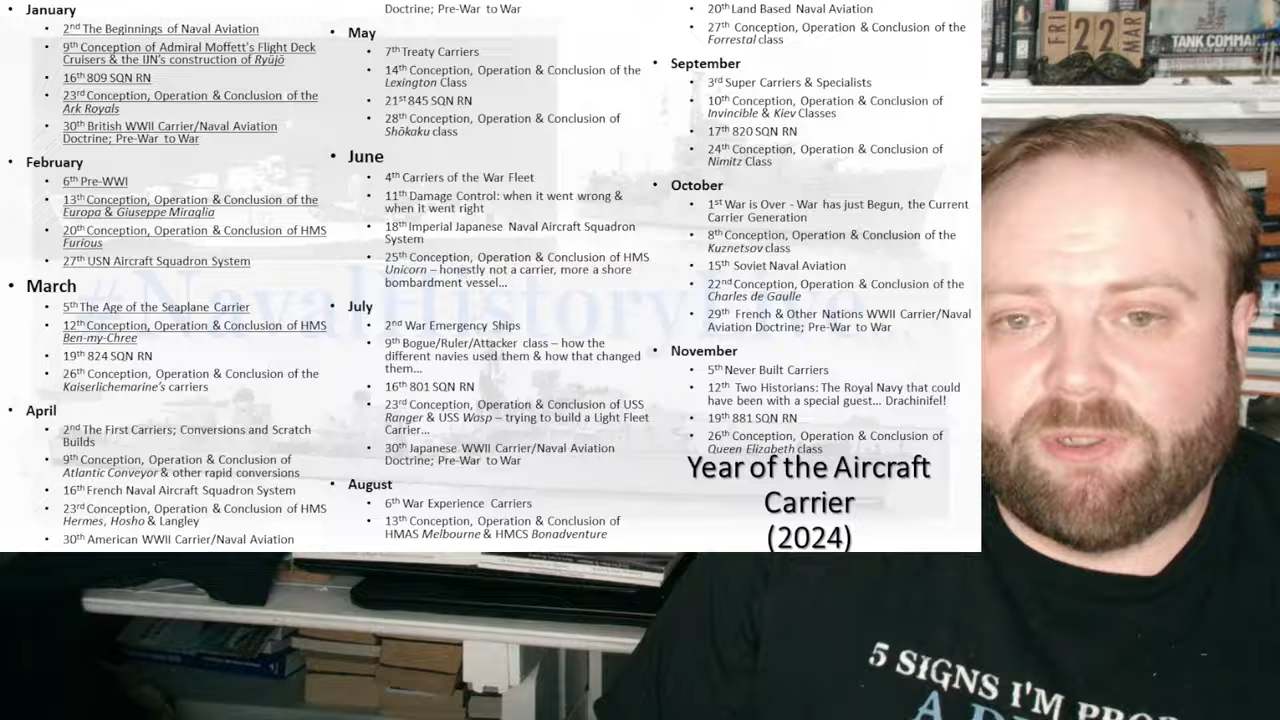 January
2nd The Beginnings of Naval Aviation
9th Conception of Admiral Moffett's Flight Deck
Cruisers & the IJN's construction of Ryūjō
16th 809 SQN RN
23rd Conception, Operation & Conclusion of the
Ark Royals
30th British WWII Carrier/Naval Aviation
Doctrine; Pre-War to War
February
6th Pre-WWI
13th Conception, Operation & Conclusion of the
Europa & Giuseppe Miraglia
20th Conception, Operation & Conclusion of HMS
Furious
27th USN Aircraft Squadron System
March
5th The Age of the Seaplane Carrier
12th Conception, Operation & Conclusion of HMS
Ben-my-Chree
19th 824 SQN RN
26th Conception, Operation & Conclusion of the
Kaiserlichemarine's carriers
April
2nd The First Carriers; Conversions and Scratch
Builds
9th Conception, Operation & Conclusion of
Atlantic Conveyor & other rapid conversions
16th French Naval Aircraft Squadron System
23rd Conception, Operation & Conclusion of HMS
Hermes, Hosho & Langley
30th American WWII Carrier/Naval Aviation
Doctrine; Pre-War to War
May
7th Treaty Carriers
14th Conception, Operation & Conclusion of the
Lexington Class
21st 845 SQN RN
28th Conception, Operation & Conclusion of
Shōkaku class
June
4th Carriers of the War Fleet
11th Damage Control: when it went wrong &
when it went right
18th Imperial Japanese Naval Aircraft Squadron
System
25th Conception, Operation & Conclusion of HMS
Unicorn – honestly not a carrier, more a shore
bombardment vessel…
July
2nd War Emergency Ships
9th Bogue/Ruler/Attacker class – how the
different navies used them & how that changed
them…
16th 801 SQN RN
23rd Conception, Operation & Conclusion of USS
Ranger & USS Wasp – trying to build a Light Fleet
Carrier…
30th Japanese WWII Carrier/Naval Aviation
Doctrine; Pre-War to War
August
6th War Experience Carriers
13th Conception, Operation & Conclusion of
HMAS Melbourne & HMCS Bonadventure
20th Land Based Naval Aviation
27th Conception, Operation & Conclusion of the
Forrestal class
September
3rd Super Carriers & Specialists
10th Conception, Operation & Conclusion of
Invincible & Kiev Classes
17th 820 SQN RN
24th Conception, Operation & Conclusion of
Nimitz Class
October
1st War is Over - War has just Begun, the Current
Carrier Generation
8th Conception, Operation & Conclusion of the
Kuznetsov class
15th Soviet Naval Aviation
22nd Conception, Operation & Conclusion of the
Charles de Gaulle
29th French & Other Nations WWII Carrier/Naval
Aviation Doctrine; Pre-War to War
November
5th Never Built Carriers
12th Two Historians: The Royal Navy that could
have been with a special guest… Drachinifel!
19th 881 SQN RN
26th Conception, Operation & Conclusion of
Queen Elizabeth class
Year of the Aircraft
Carrier
(2024)
#NavalHistoryLive
FRI 22 MAR
TANK COMMA
5 SIGNS I'M PRO